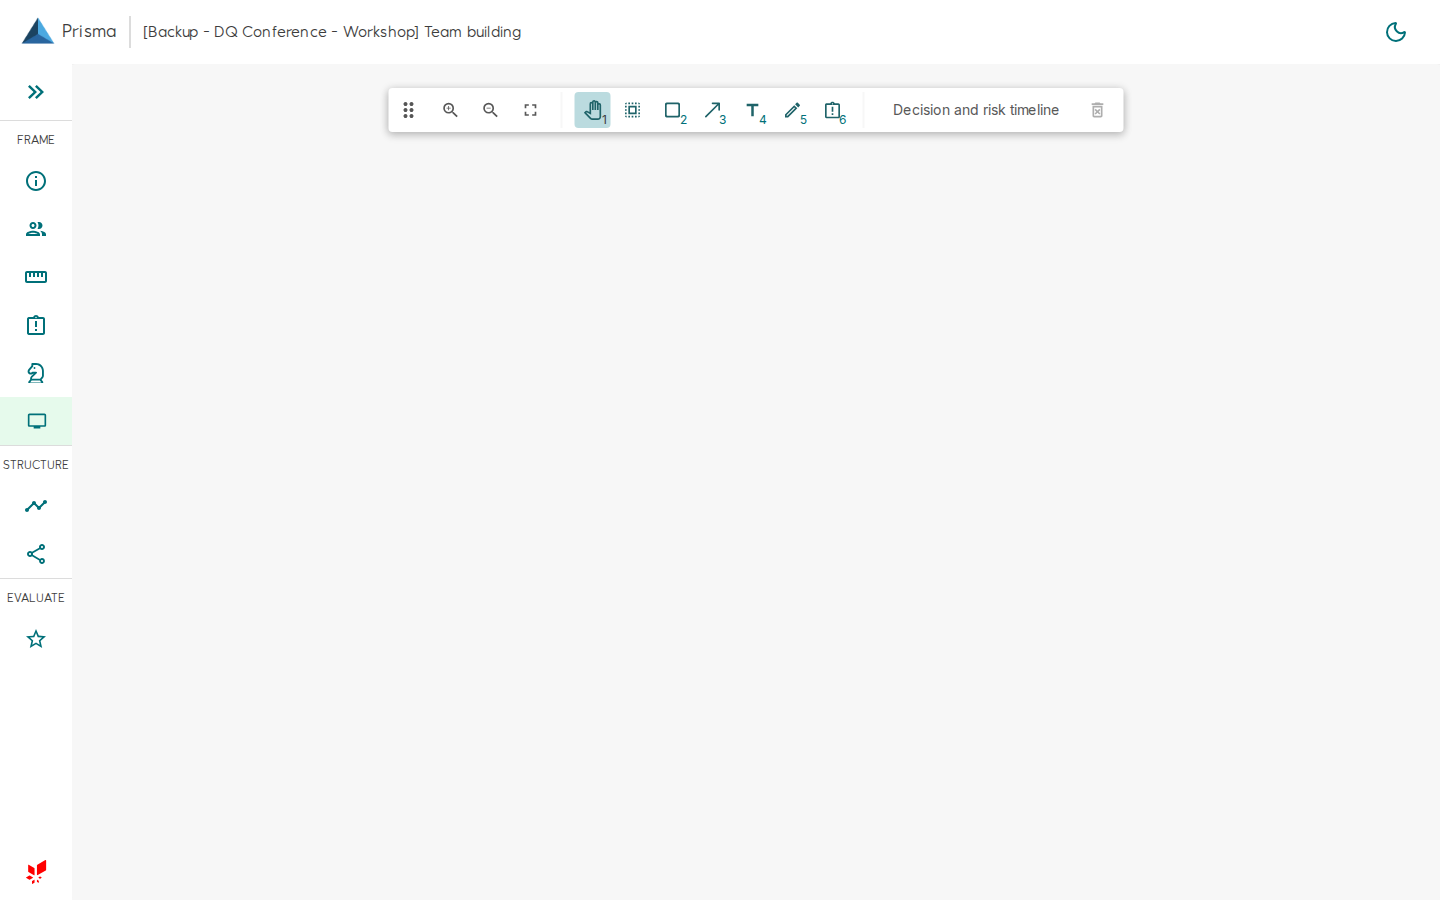 Prisma
[Backup - DQ Conference - Workshop] Team building
1
2
3
4
5
6
Decision and risk timeline
FRAME
STRUCTURE
EVALUATE